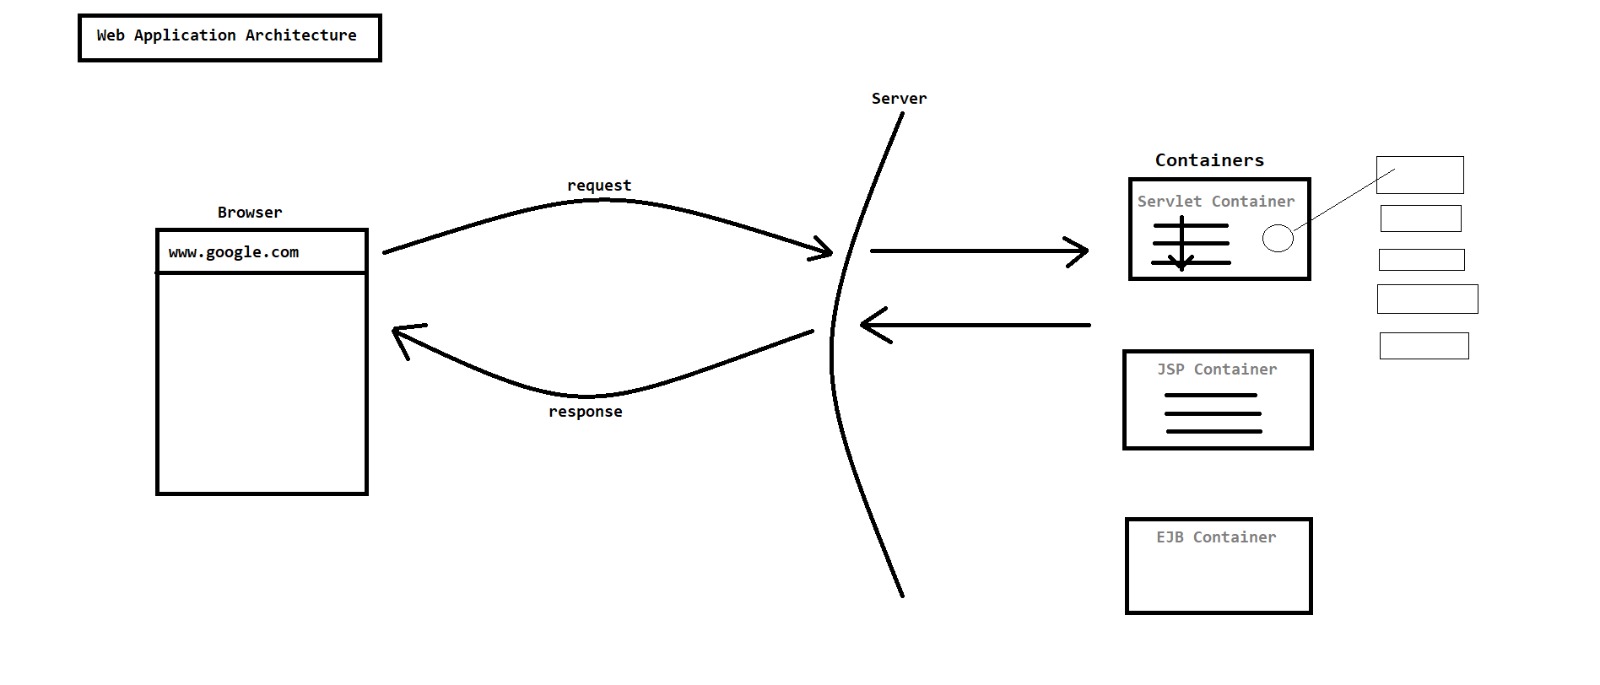 Web Application Architecture
Server
Containers
Servlet Container
request
Browser
www.google.com
JSP Container
response
EJB Container